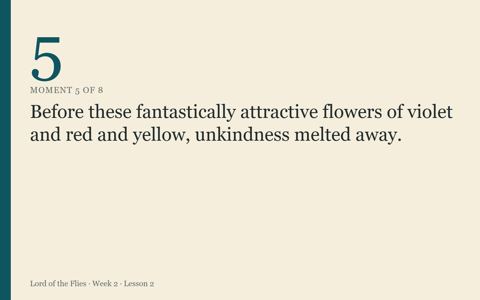 5
MOMENT 5 OF 8
Before these fantastically attractive flowers of violet
and red and yellow, unkindness melted away.
Lord of the Flies · Week 2 · Lesson 2